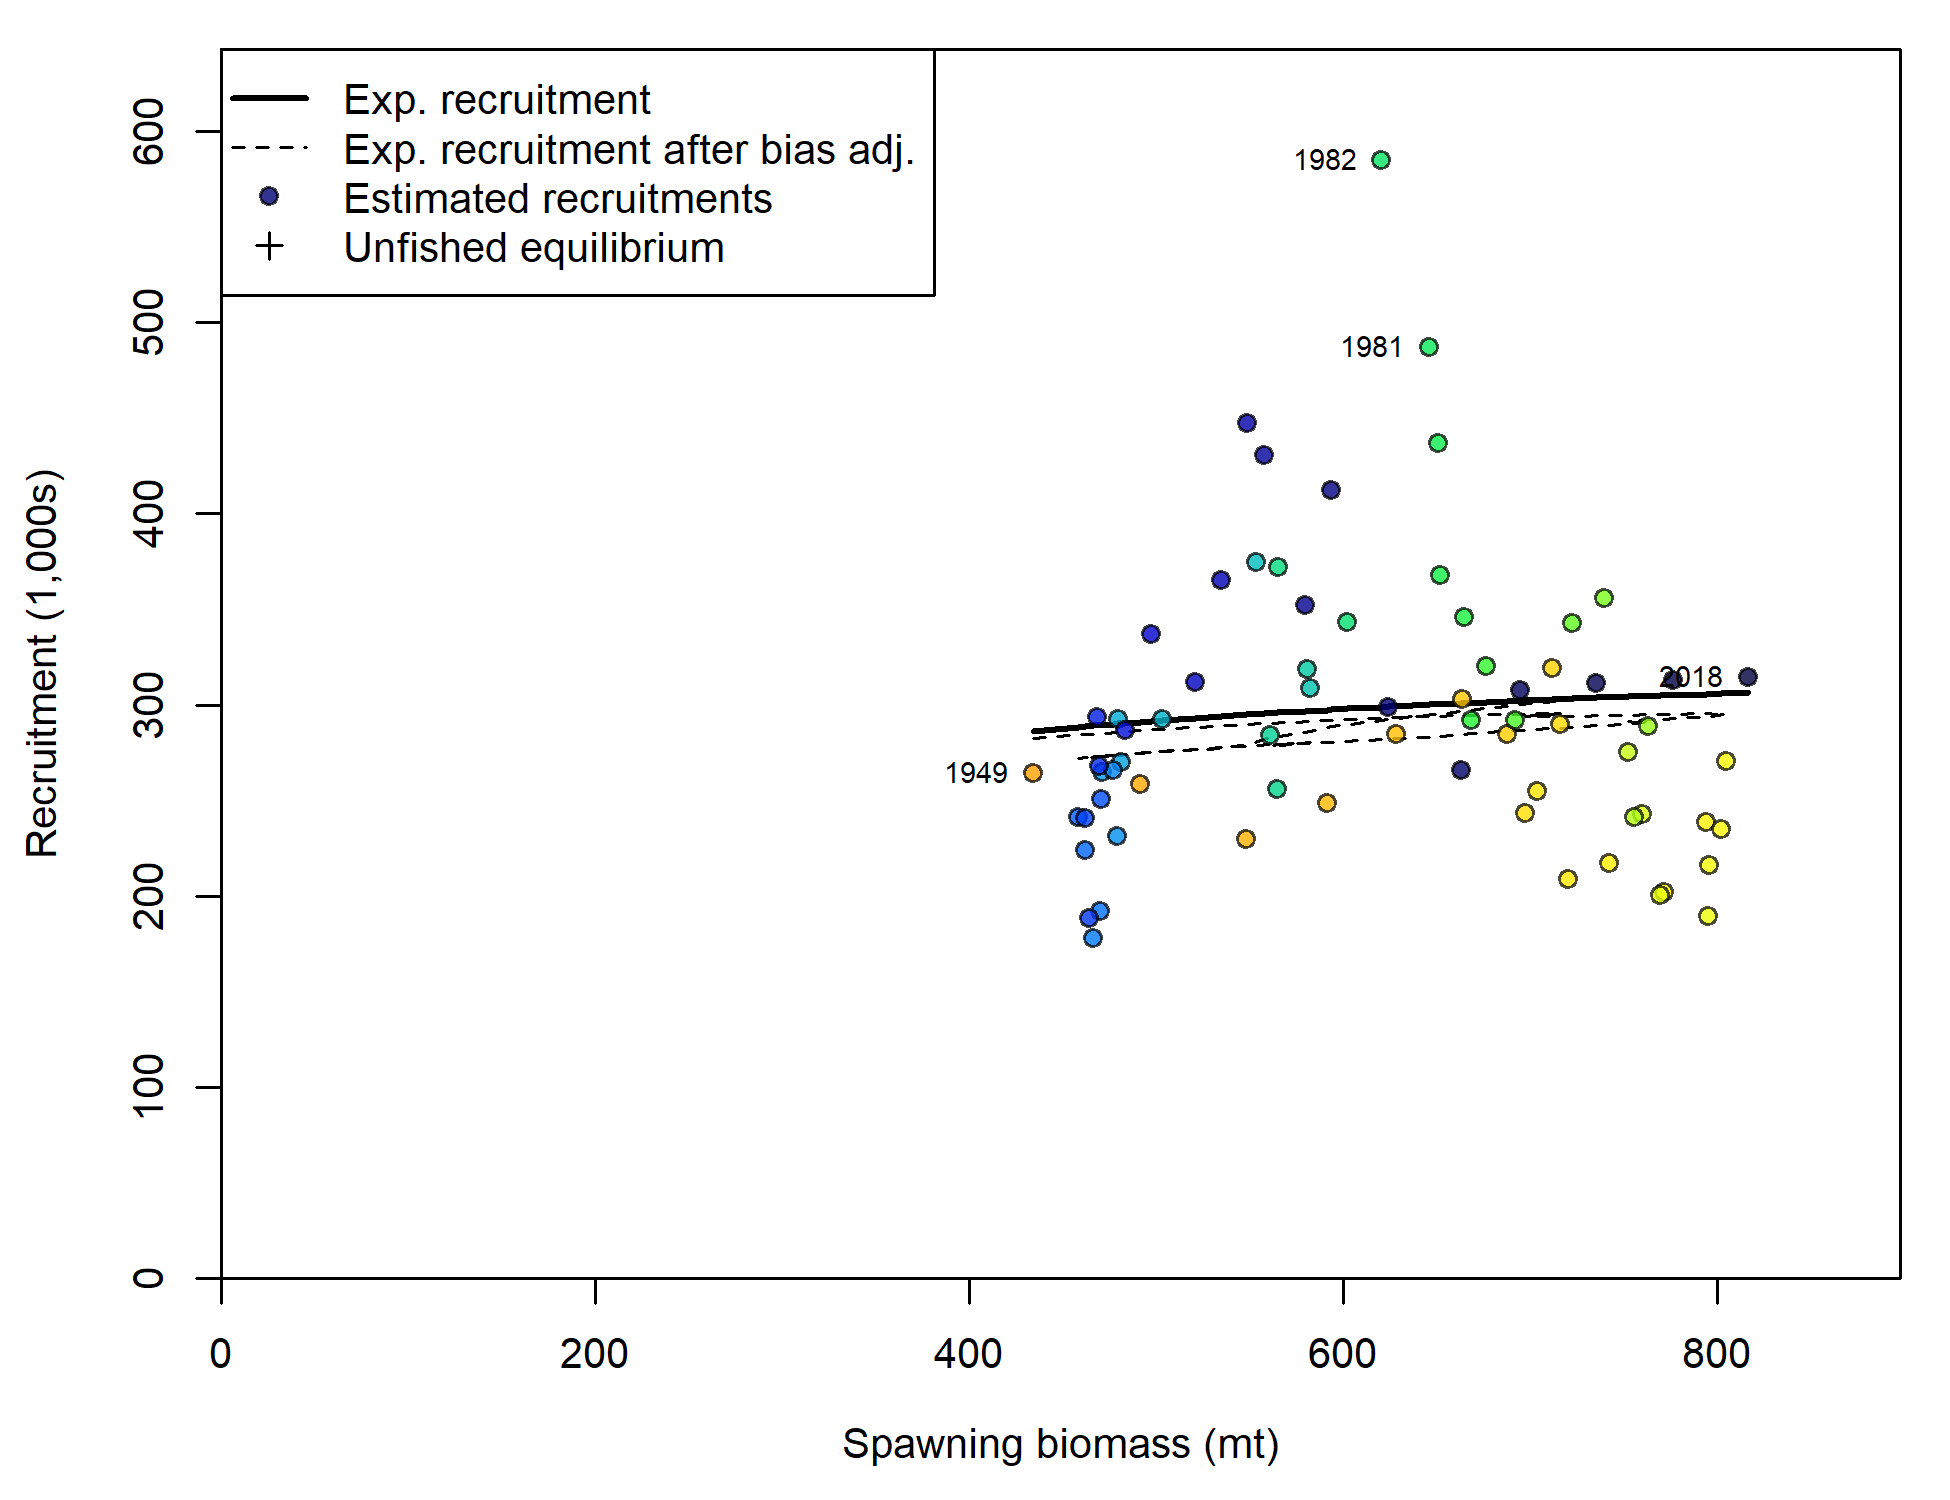 Exp. recruitment
Exp. recruitment after bias adj.
Estimated recruitments
Unfished equilibrium
600
500
400
300
200
100
0
Recruitment (1,000s)
1982
1981
2018
1949
0
200
400
600
800
Spawning biomass (mt)